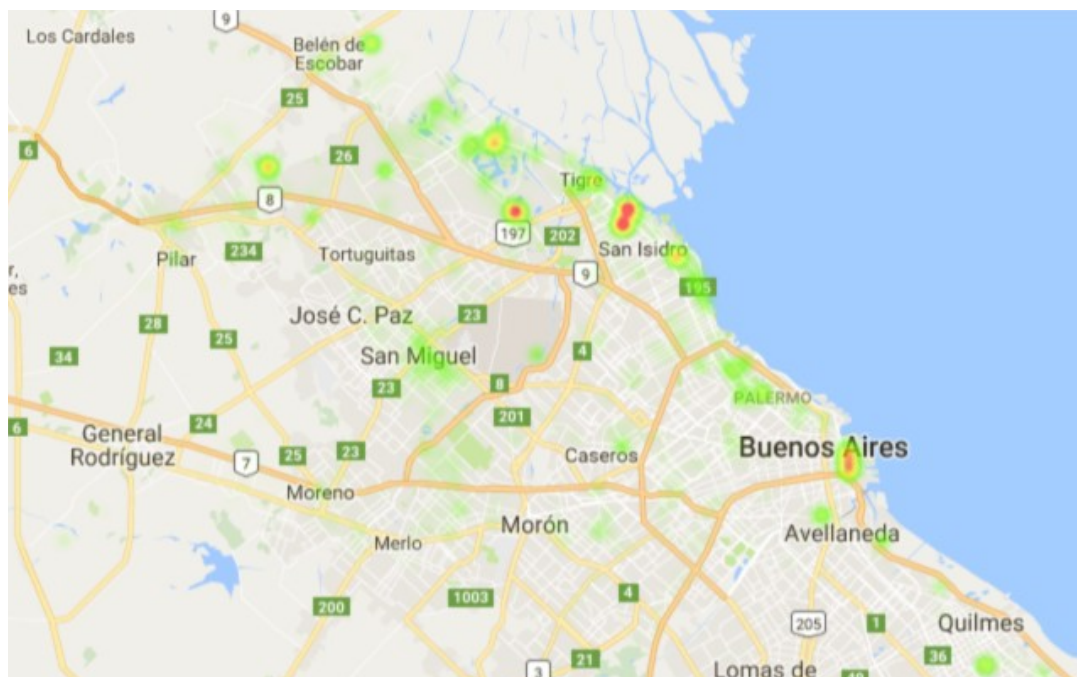 9
Los Cardales
Belén de
Escobar
25
6
26
8
Tigre
197
202
234
Pilar
Tortuguitas
San Isidro
9
r,
es
195
28
José C. Paz
23
25
34
San Miguel
4
23
8
PALERMO
6
24
201
General
Rodríguez
25
23
7
Caseros
Buenos Aires
Moreno
Morón
Avellaneda
Merlo
200
1003
4
205
1
Quilmes
36
21
3
Lomas de